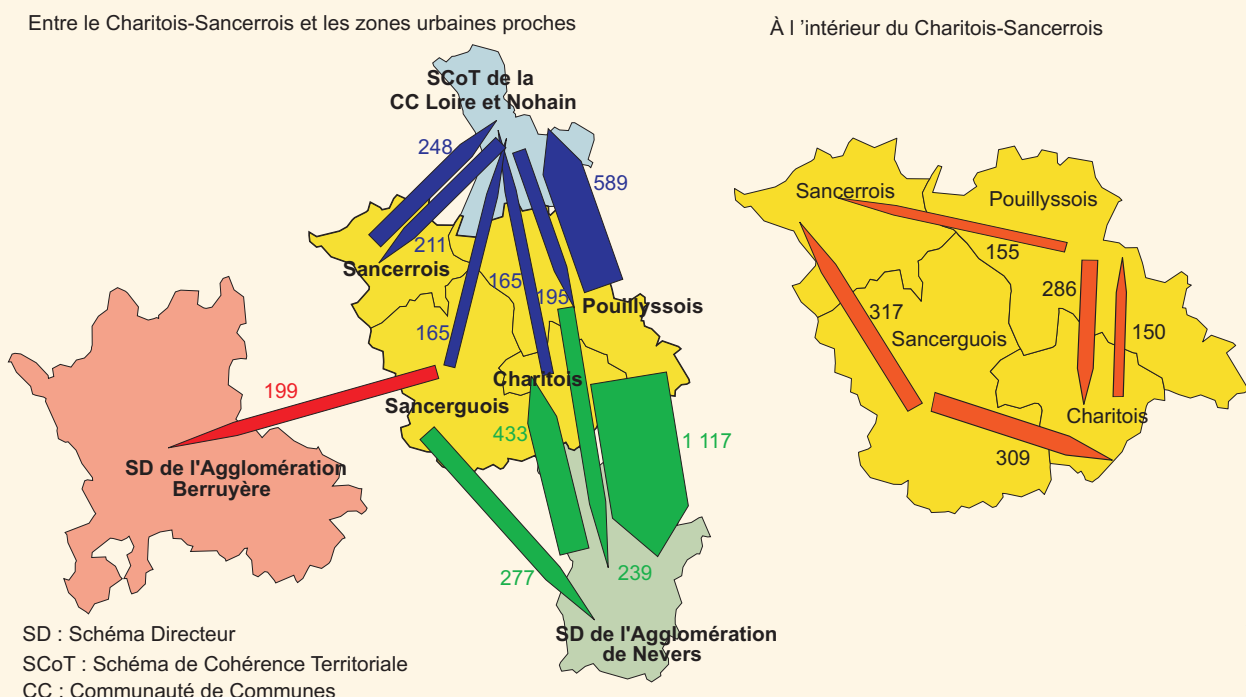 Entre le Charitois-Sancerrois et les zones urbaines proches
À l 'intérieur du Charitois-Sancerrois
SCoT de la
CC Loire et Nohain
248
589
211
Sancerrois
165
195
Pouillyssois
165
199
Charitois
Sancerguois
433
1 117
SD de l'Agglomération
Berruyère
277
239
SD de l'Agglomération
de Nevers
Sancerrois
Pouillyssois
155
286
317
Sancerguois
150
Charitois
309
SD : Schéma Directeur
SCoT : Schéma de Cohérence Territoriale
CC : Communauté de Communes